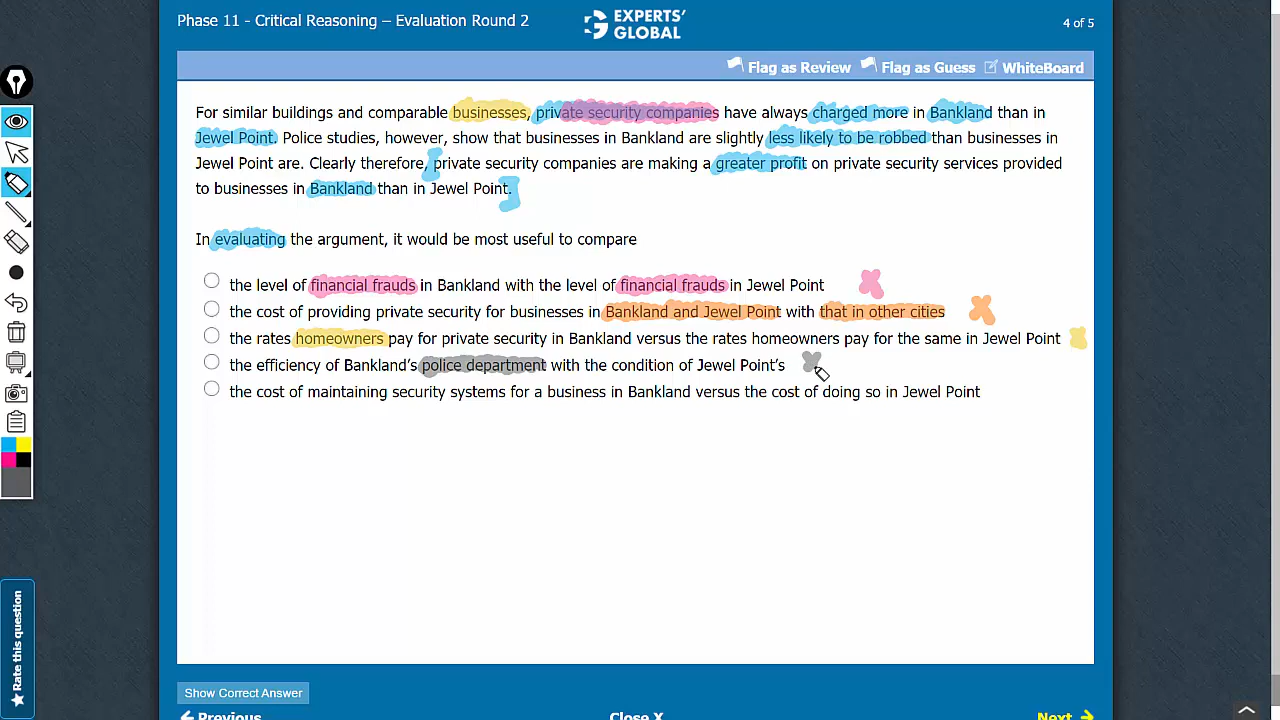 Phase 11 - Critical Reasoning – Evaluation Round 2
EXPERTS'
GLOBAL
4 of 5
Flag as Review
Flag as Guess
WhiteBoard
For similar buildings and comparable businesses, private security companies have always charged more in Bankland than in
Jewel Point. Police studies, however, show that businesses in Bankland are slightly less likely to be robbed than businesses in
Jewel Point are. Clearly therefore, private security companies are making a greater profit on private security services provided
to businesses in Bankland than in Jewel Point.
In evaluating the argument, it would be most useful to compare
the level of financial frauds in Bankland with the level of financial frauds in Jewel Point
the cost of providing private security for businesses in Bankland and Jewel Point with that in other cities
the rates homeowners pay for private security in Bankland versus the rates homeowners pay for the same in Jewel Point
the efficiency of Bankland's police department with the condition of Jewel Point's
the cost of maintaining security systems for a business in Bankland versus the cost of doing so in Jewel Point
Rate this question
Show Correct Answer
Previous
Close X
Next